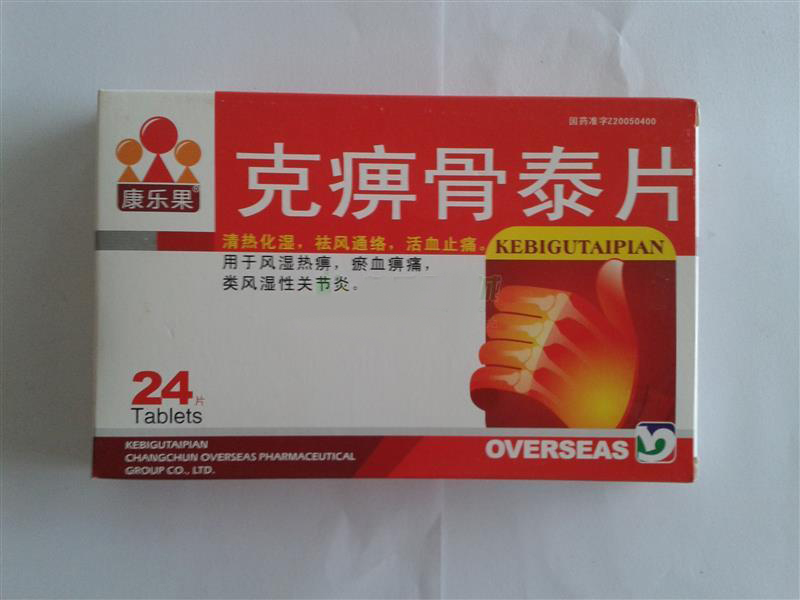 国药准字Z20050400
康乐果®
克痹骨泰片
清热化湿,祛风通络,活血止痛。
KEBIGUTAIPIAN
用于风湿热痹,瘀血痹痛,
类风湿性关节炎。
24片
Tablets
KEBIGUTAIPIAN
CHANGCHUN OVERSEAS PHARMACEUTICAL
GROUP CO., LTD.
OVERSEAS